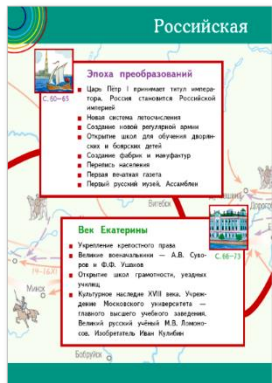 Российская
Эпоха преобразований
С. 60–65
Царь Пётр I принимает титул импера-
тора. Россия становится Российской
империей
Новая система летосчисления
Создание новой регулярной армии
Открытие школ для обучения дворян-
ских и боярских детей
Создание фабрик и мануфактур
Перепись населения
Первая печатная газета
Первый русский музей, Ассамблеи
Витебск
Век Екатерины
С. 66–73
Укрепление крепостного права
Великие военачальники — А.В. Суво-
ров и Ф.Ф. Ушаков
Открытие школ грамотности, уездных
училищ
Культурное наследие XVIII века. Учреж-
дение Московского университета —
главного высшего учебного заведения.
Великий русский учёный М.В. Ломоно-
сов. Изобретатель Иван Кулибин
Минск
Бобруйск